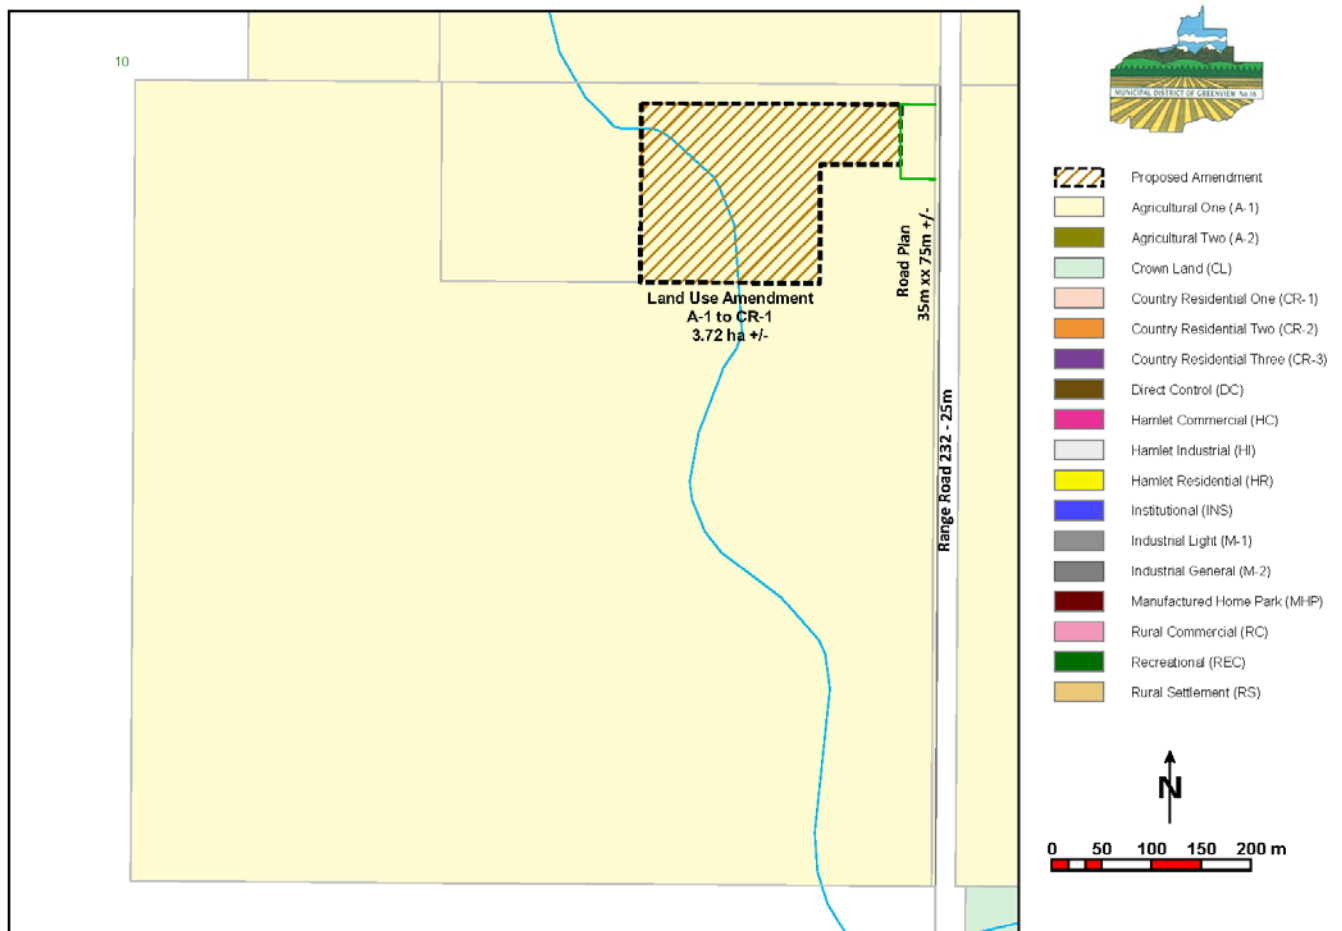 10
Land Use Amendment
A-1 to CR-1
3.72 ha +/-
Road Plan
35m xx 75m +/-
Range Road 232 - 25m
MUNICIPAL DISTRICT OF GREENVIEW No.16
Proposed Amendment
Agricultural One (A-1)
Agricultural Two (A-2)
Crown Land (CL)
Country Residential One (CR-1)
Country Residential Two (CR-2)
Country Residential Three (CR-3)
Direct Control (DC)
Hamlet Commercial (HC)
Hamlet Industrial (HI)
Hamlet Residential (HR)
Institutional (INS)
Industrial Light (M-1)
Industrial General (M-2)
Manufactured Home Park (MHP)
Rural Commercial (RC)
Recreational (REC)
Rural Settlement (RS)
N
0 50 100 150 200 m